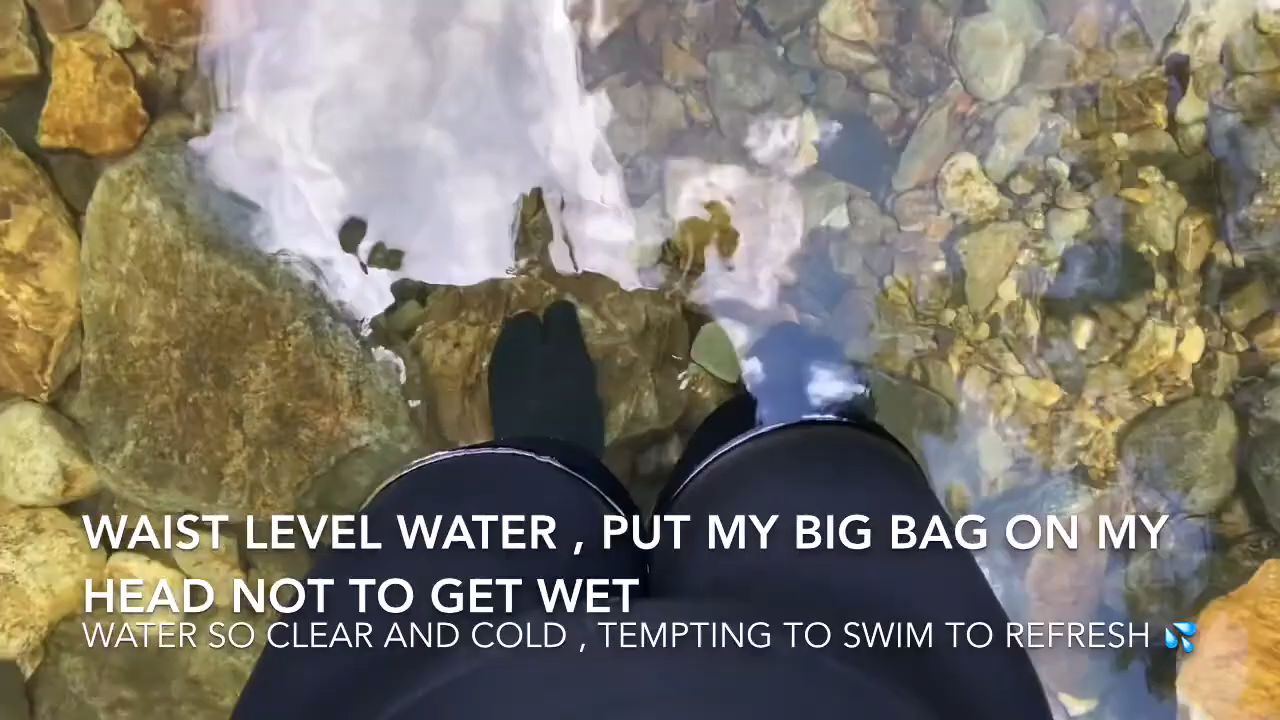 WAIST LEVEL WATER , PUT MY BIG BAG ON MY
HEAD NOT TO GET WET
WATER SO CLEAR AND COLD , TEMPTING TO SWIM TO REFRESH 💦